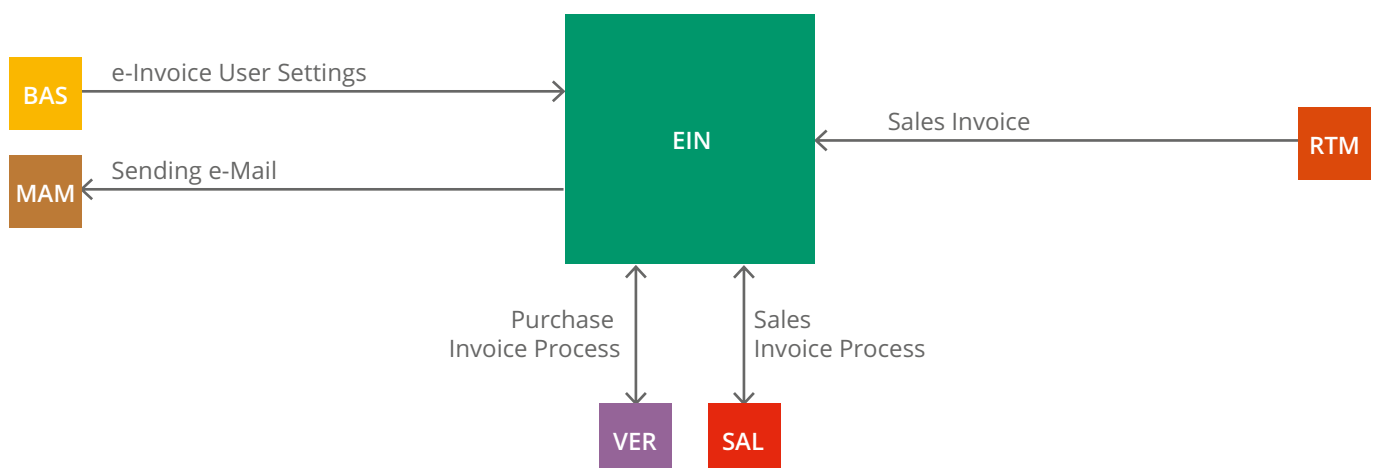 e-Invoice User Settings
BAS
EIN
Sales Invoice
RTM
Sending e-Mail
MAM
Purchase
Invoice Process
Sales
Invoice Process
VER
SAL